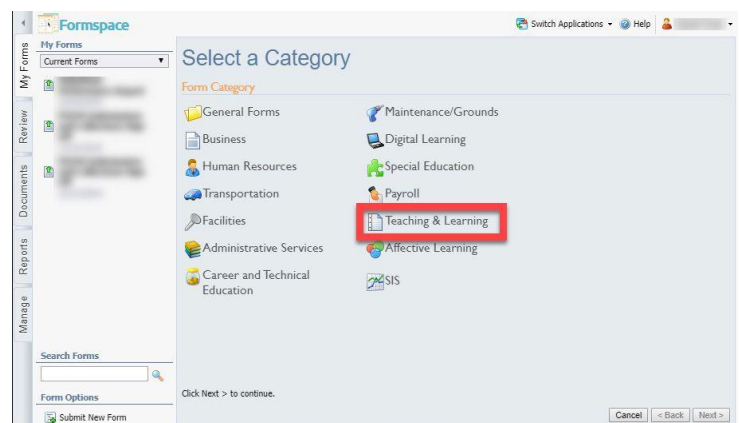 Formspace
Switch Applications
Help
My Forms
Review
Documents
Reports
Manage
My Forms
Current Forms
Search Forms
Form Options
Submit New Form
Select a Category
Form Category
General Forms
Business
Human Resources
Transportation
Facilities
Administrative Services
Career and Technical
Education
Maintenance/Grounds
Digital Learning
Special Education
Payroll
Teaching & Learning
Affective Learning
SIS
Click Next > to continue.
Cancel
< Back
Next >